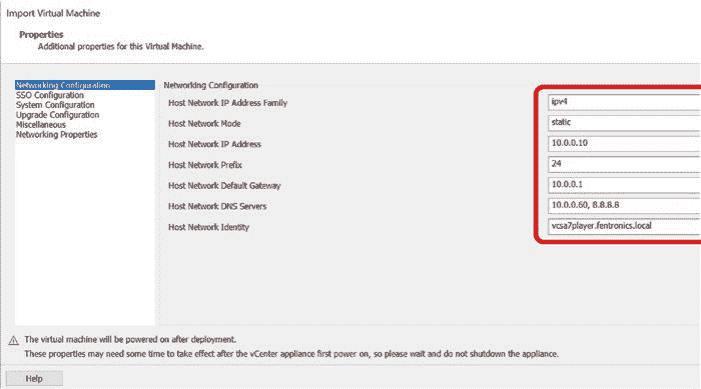 Import Virtual Machine
Properties
Additional properties for this Virtual Machine.
Networking Configuration
SSO Configuration
System Configuration
Upgrade Configuration
Miscellaneous
Networking Properties
Networking Configuration
Host Network IP Address Family ipv4
Host Network Mode static
Host Network IP Address 10.0.0.10
Host Network Prefix 24
Host Network Default Gateway 10.0.0.1
Host Network DNS Servers 10.0.0.60, 8.8.8.8
Host Network Identity vcsa7player.fentronics.local
The virtual machine will be powered on after deployment.
These properties may need some time to take effect after the vCenter appliance first power on, so please wait and do not shutdown the appliance.
Help